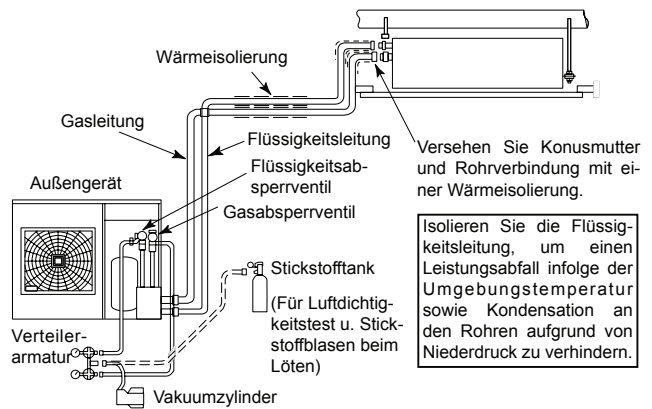 Wärmeisolierung
Gasleitung
Flüssigkeitsleitung
Flüssigkeitsab-
sperrventil
Gasabsperrventil
Außengerät
Versehen Sie Konusmutter
und Rohrverbindung mit ei-
ner Wärmeisolierung.
Isolieren Sie die Flüssig-
keitsleitung, um einen
Leistungsabfall infolge der
Umgebungstemperatur
sowie Kondensation an
den Rohren aufgrund von
Niederdruck zu verhindern.
Stickstofftank
(Für Luftdichtig-
keitstest u. Stick-
stoffblasen beim
Löten)
Verteiler-
armatur
Vakuumzylinder